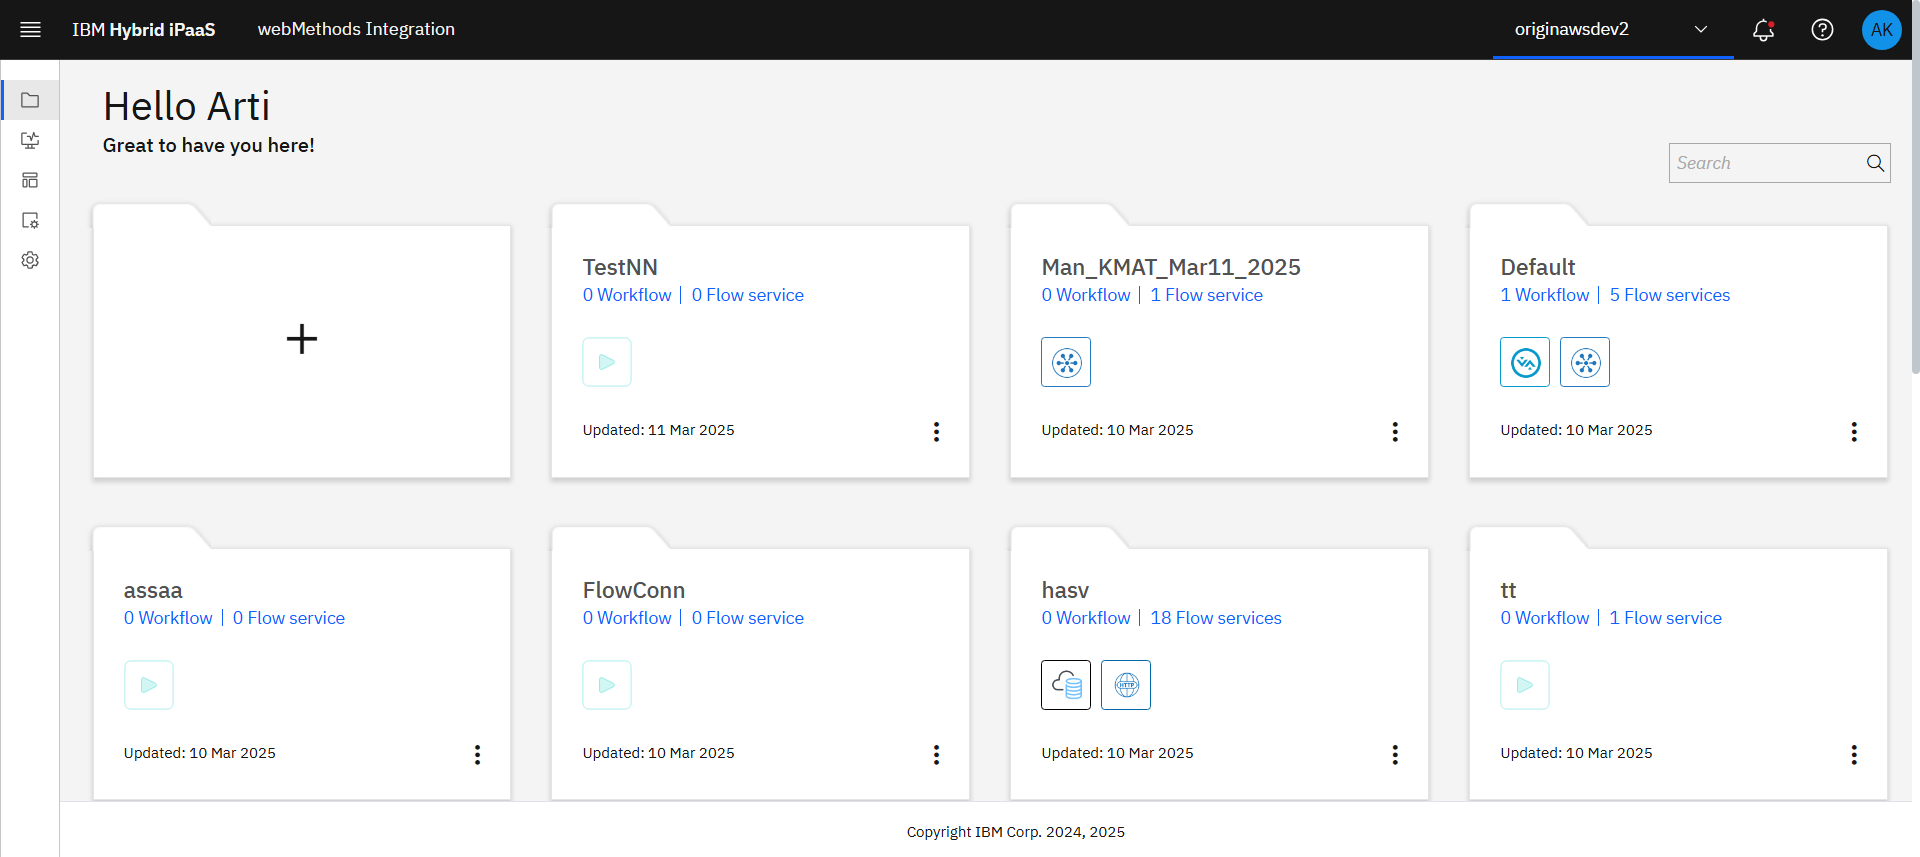 IBM Hybrid iPaaS
webMethods Integration
originawsdev2
AK
Hello Arti
Great to have you here!
Search
TestNN
0 Workflow | 0 Flow service
Updated: 11 Mar 2025
Man_KMAT_Mar11_2025
0 Workflow | 1 Flow service
Updated: 10 Mar 2025
Default
1 Workflow | 5 Flow services
Updated: 10 Mar 2025
assaa
0 Workflow | 0 Flow service
Updated: 10 Mar 2025
FlowConn
0 Workflow | 0 Flow service
Updated: 10 Mar 2025
hasv
0 Workflow | 18 Flow services
HTTP
Updated: 10 Mar 2025
tt
0 Workflow | 1 Flow service
Updated: 10 Mar 2025
Copyright IBM Corp. 2024, 2025